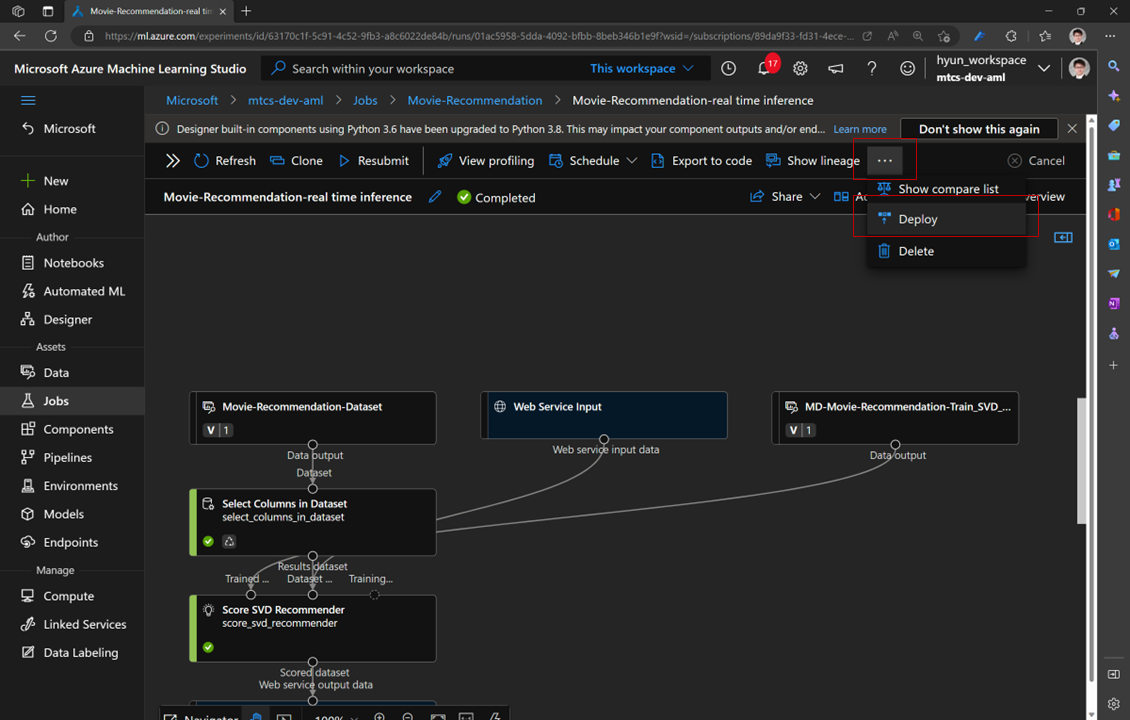 Movie-Recommendation-real tim
https://ml.azure.com/experiments/id/63170c1f-5c91-4c52-9fb3-a8c6022de84b/runs/01ac5958-5dda-4092-bfbb-8beb346b1e9f?wsid=/subscriptions/89da9f33-fd31-4ece-...
Microsoft Azure Machine Learning Studio
Search within your workspace
This workspace
17
hyun_workspace
mtcs-dev-aml
Microsoft > mtcs-dev-aml > Jobs > Movie-Recommendation > Movie-Recommendation-real time inference
Designer built-in components using Python 3.6 have been upgraded to Python 3.8. This may impact your component outputs and/or end... Learn more
Don't show this again
Refresh
Clone
Resubmit
View profiling
Schedule
Export to code
Show lineage
...
Cancel
Movie-Recommendation-real time inference
Completed
Share
Show compare list
Deploy
Delete
Microsoft
New
Home
Author
Notebooks
Automated ML
Designer
Assets
Data
Jobs
Components
Pipelines
Environments
Models
Endpoints
Manage
Compute
Linked Services
Data Labeling
Movie-Recommendation-Dataset
V | 1
Data output
Web Service Input
Web service input data
MD-Movie-Recommendation-Train_SVD_...
V | 1
Data output
Dataset
Select Columns in Dataset
select_columns_in_dataset
Results dataset
Trained ...
Dataset ...
Training...
Score SVD Recommender
score_svd_recommender
Scored dataset
Web service output data
Navigator
100%